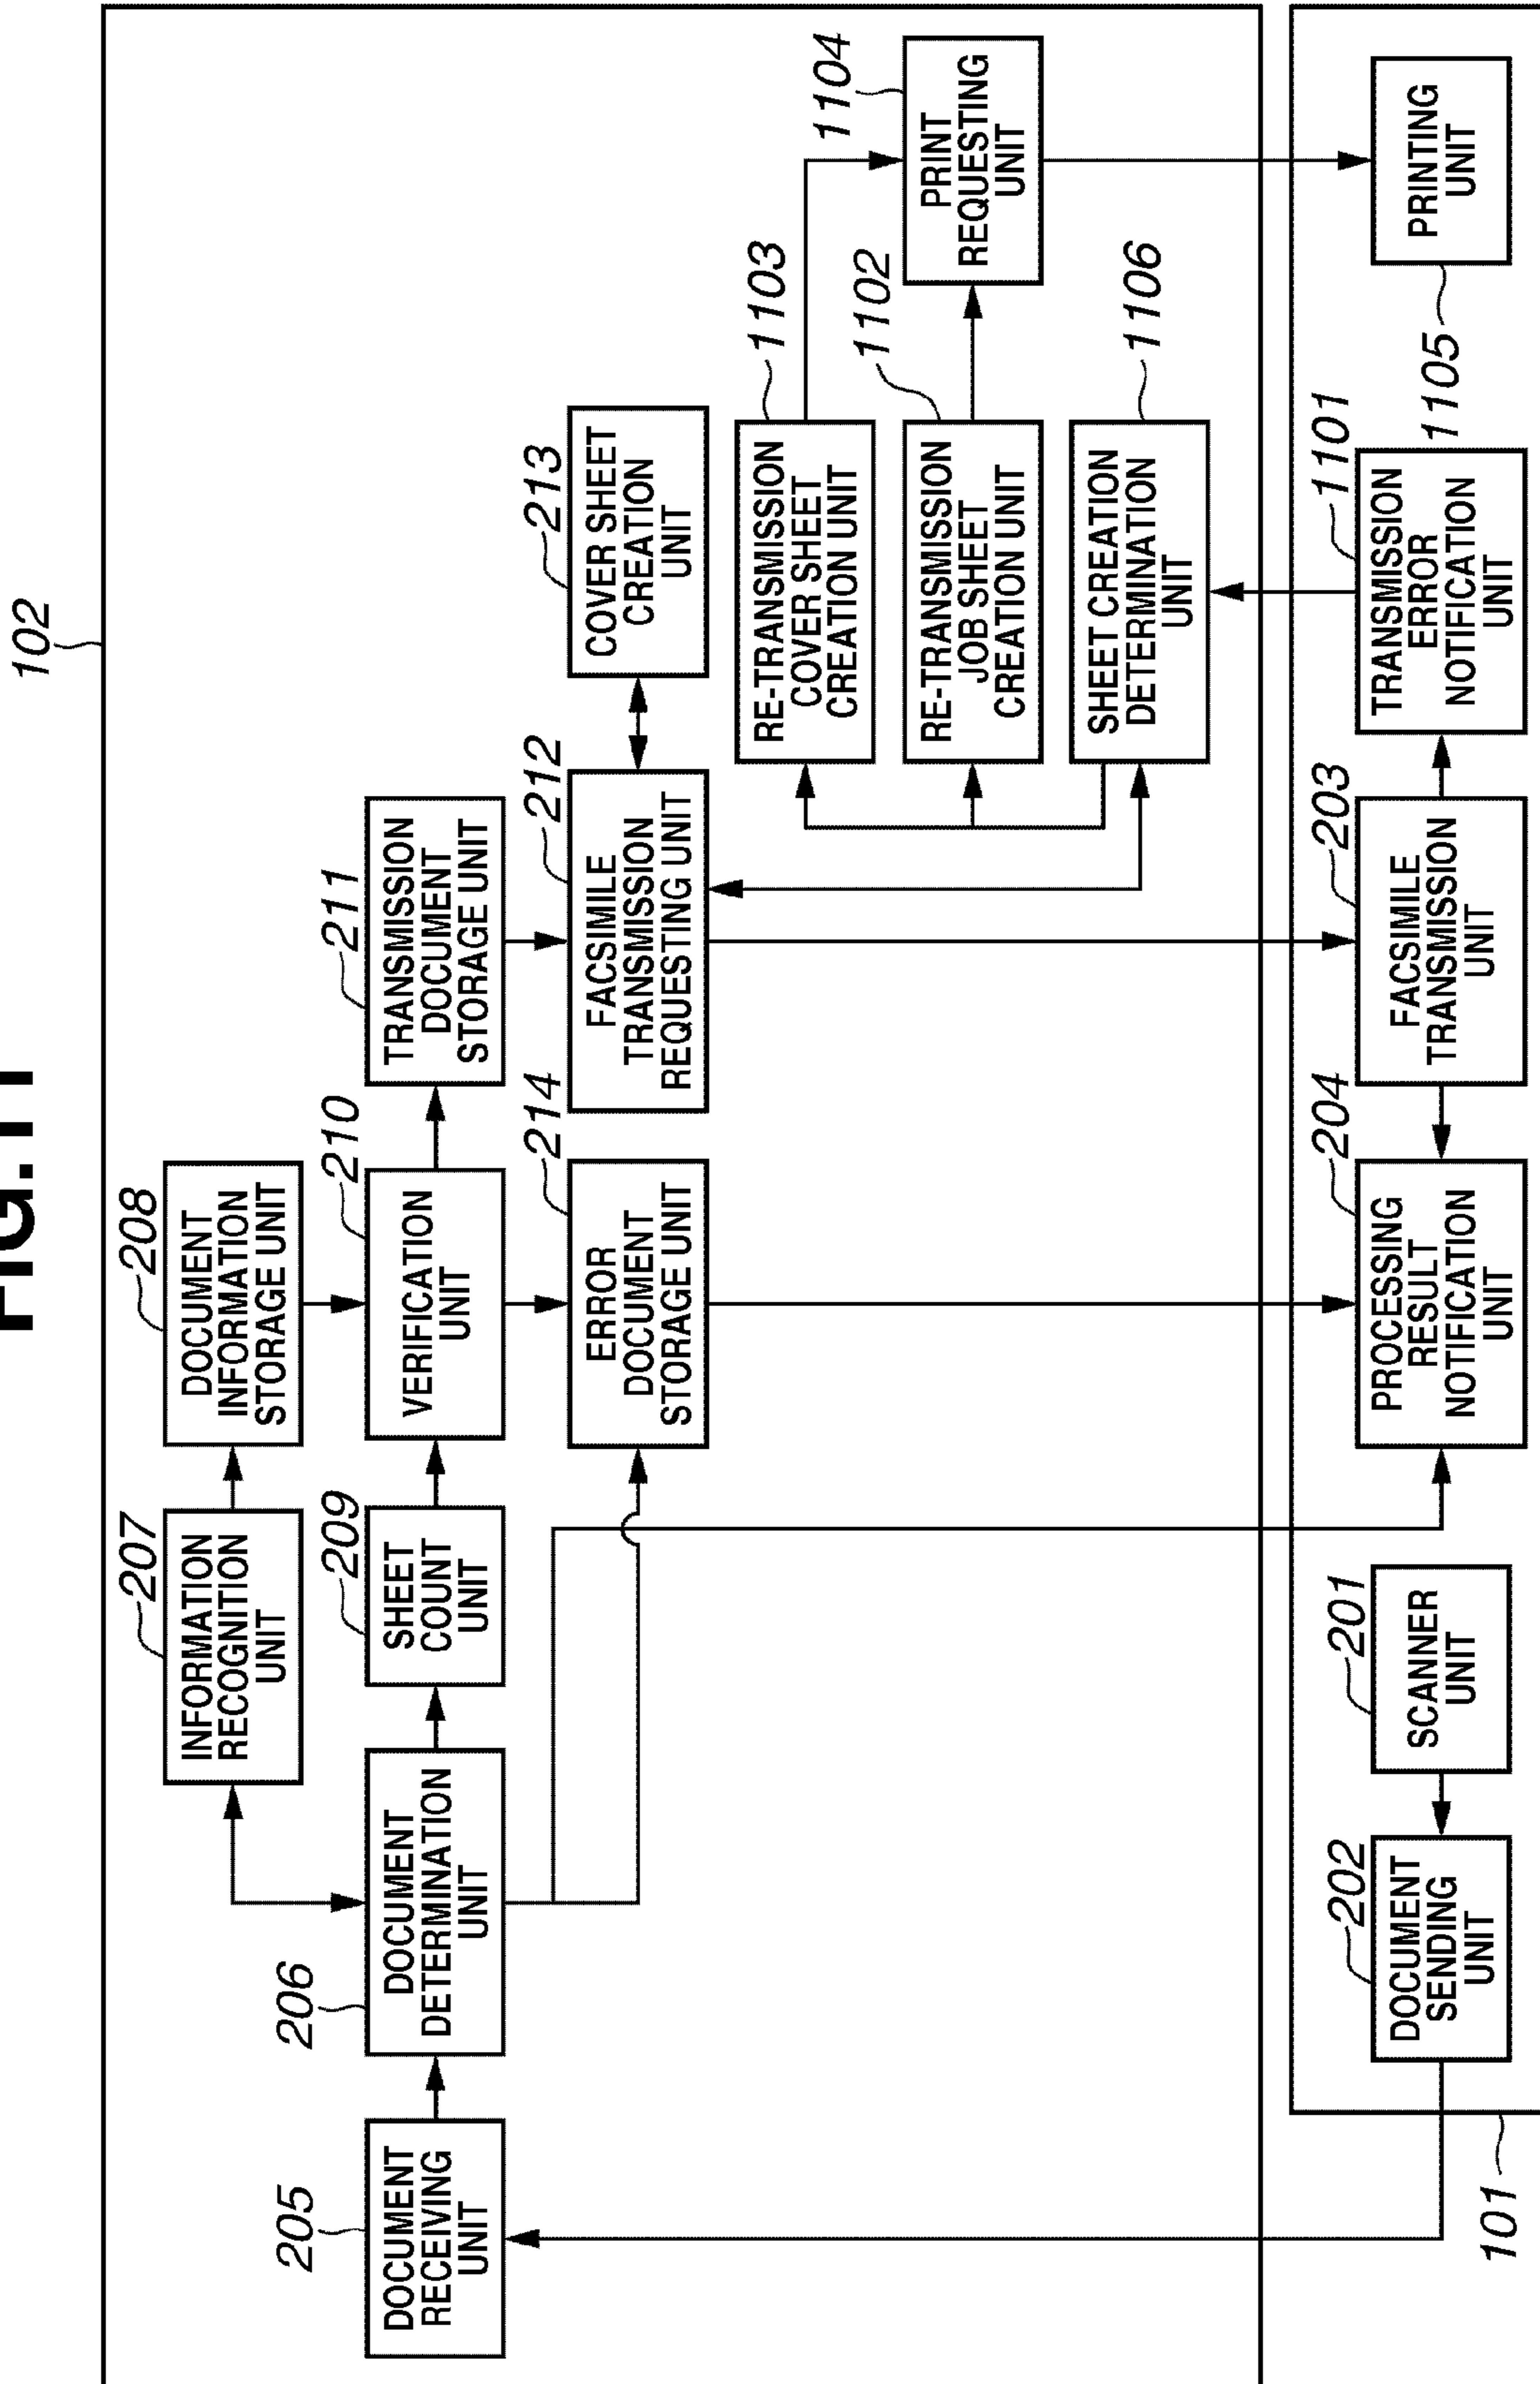 FIG.11
102
207
INFORMATION
RECOGNITION
UNIT
208
DOCUMENT
INFORMATION
STORAGE UNIT
205
DOCUMENT
RECEIVING
UNIT
206
DOCUMENT
DETERMINATION
UNIT
209
SHEET
COUNT
UNIT
210
VERIFICATION
UNIT
211
TRANSMISSION
DOCUMENT
STORAGE UNIT
214
ERROR
DOCUMENT
STORAGE UNIT
212
FACSIMILE
TRANSMISSION
REQUESTING UNIT
213
COVER SHEET
CREATION
UNIT
1103
RE-TRANSMISSION
COVER SHEET
CREATION UNIT
1102
RE-TRANSMISSION
JOB SHEET
CREATION UNIT
1104
PRINT
REQUESTING
UNIT
1106
SHEET CREATION
DETERMINATION
UNIT
101
202
DOCUMENT
SENDING
UNIT
201
SCANNER
UNIT
204
PROCESSING
RESULT
NOTIFICATION
UNIT
203
FACSIMILE
TRANSMISSION
UNIT
1101
TRANSMISSION
ERROR
NOTIFICATION
UNIT
1105
PRINTING
UNIT